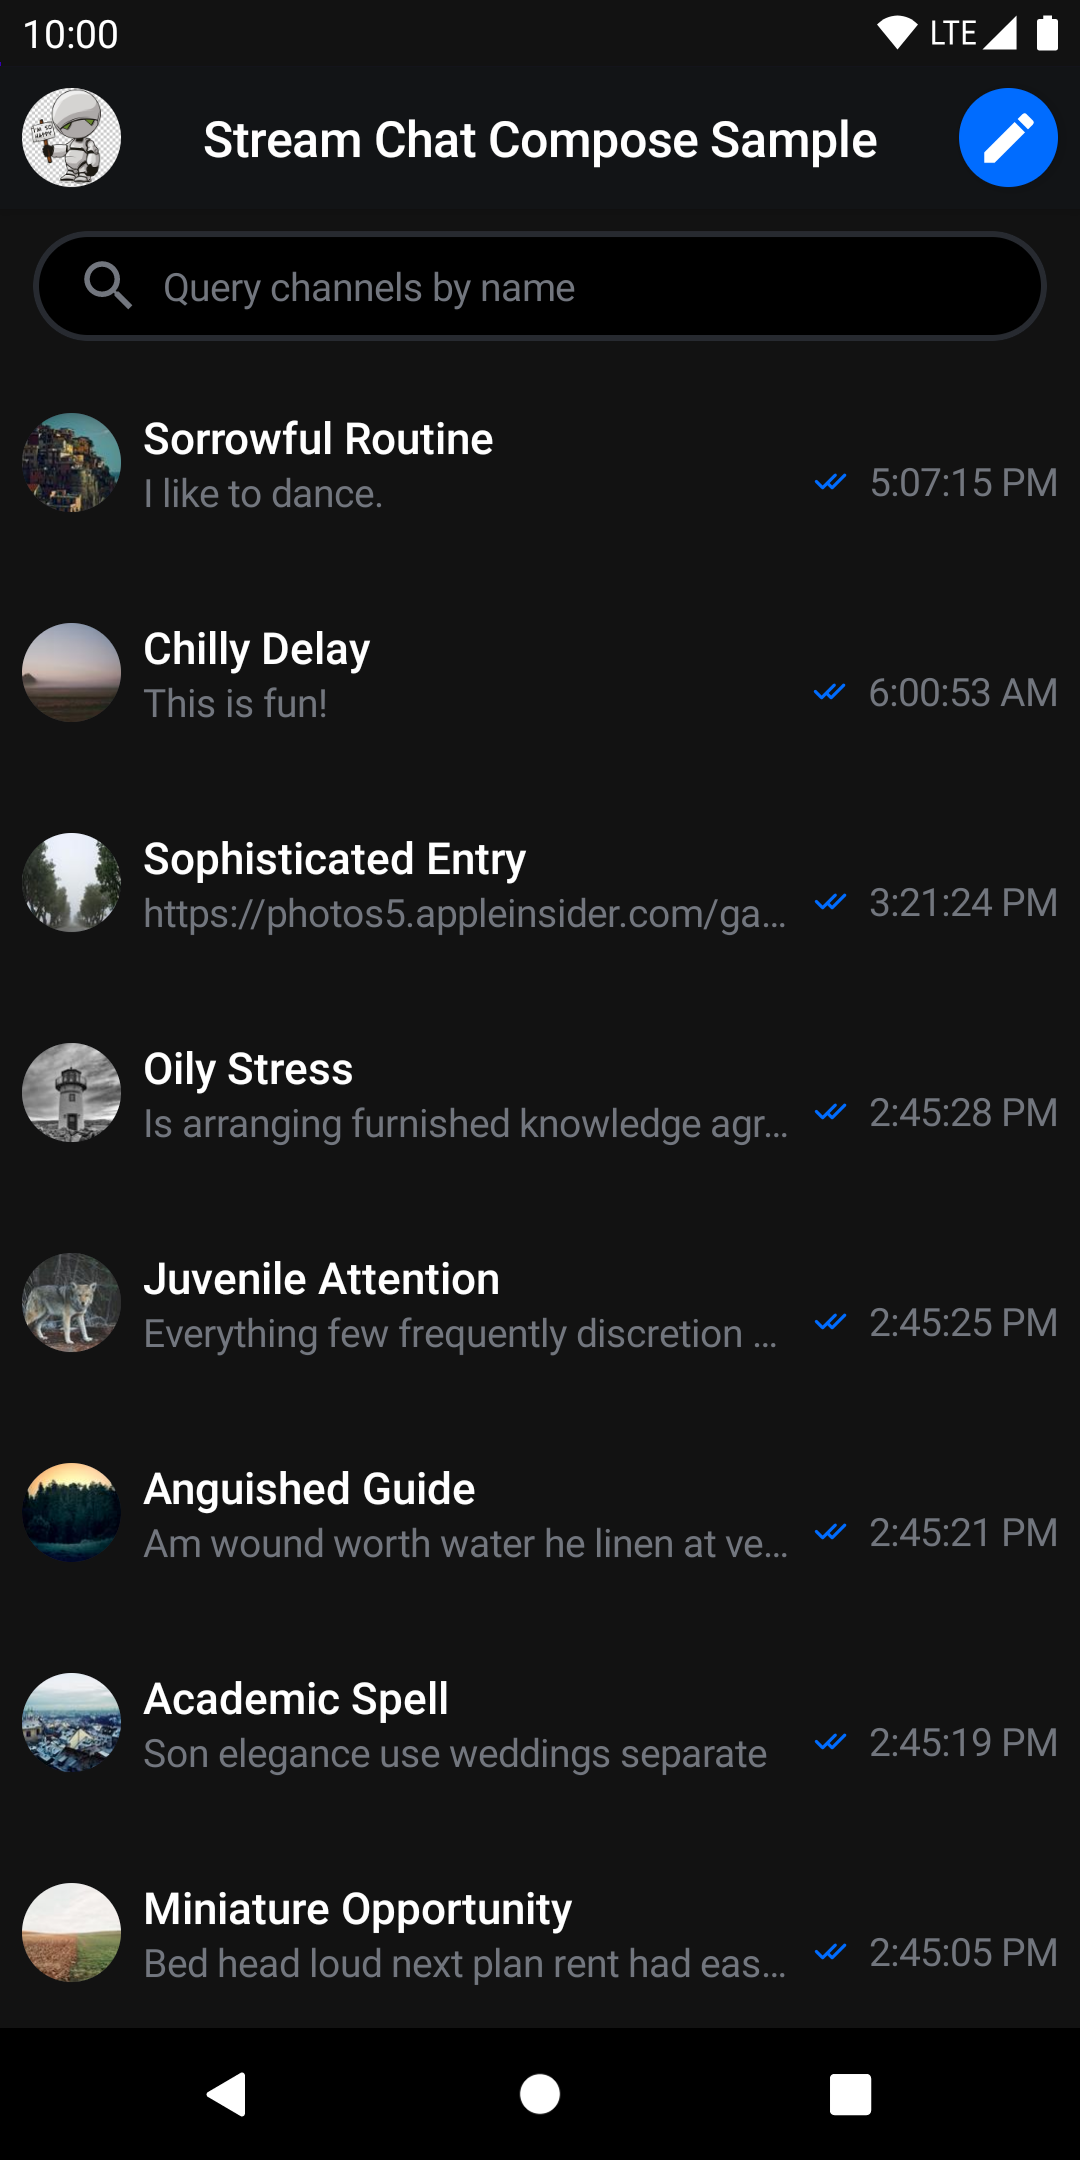 10:00 LTE
I'M SO
HAPPY
Stream Chat Compose Sample
Query channels by name
Sorrowful Routine
I like to dance. 5:07:15 PM
Chilly Delay
This is fun! 6:00:53 AM
Sophisticated Entry
https://photos5.appleinsider.com/ga... 3:21:24 PM
Oily Stress
Is arranging furnished knowledge agr... 2:45:28 PM
Juvenile Attention
Everything few frequently discretion ... 2:45:25 PM
Anguished Guide
Am wound worth water he linen at ve... 2:45:21 PM
Academic Spell
Son elegance use weddings separate 2:45:19 PM
Miniature Opportunity
Bed head loud next plan rent had eas... 2:45:05 PM